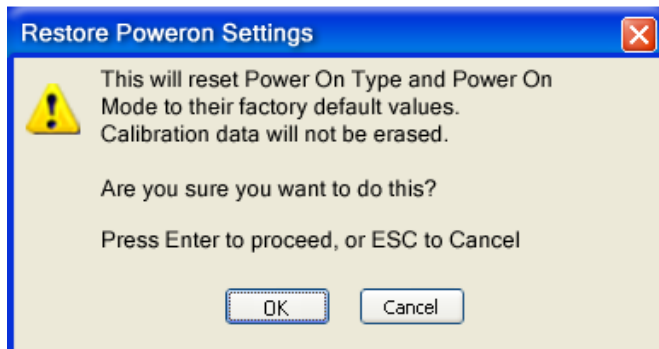 Restore Poweron Settings
This will reset Power On Type and Power On
Mode to their factory default values.
Calibration data will not be erased.
Are you sure you want to do this?
Press Enter to proceed, or ESC to Cancel
OK
Cancel